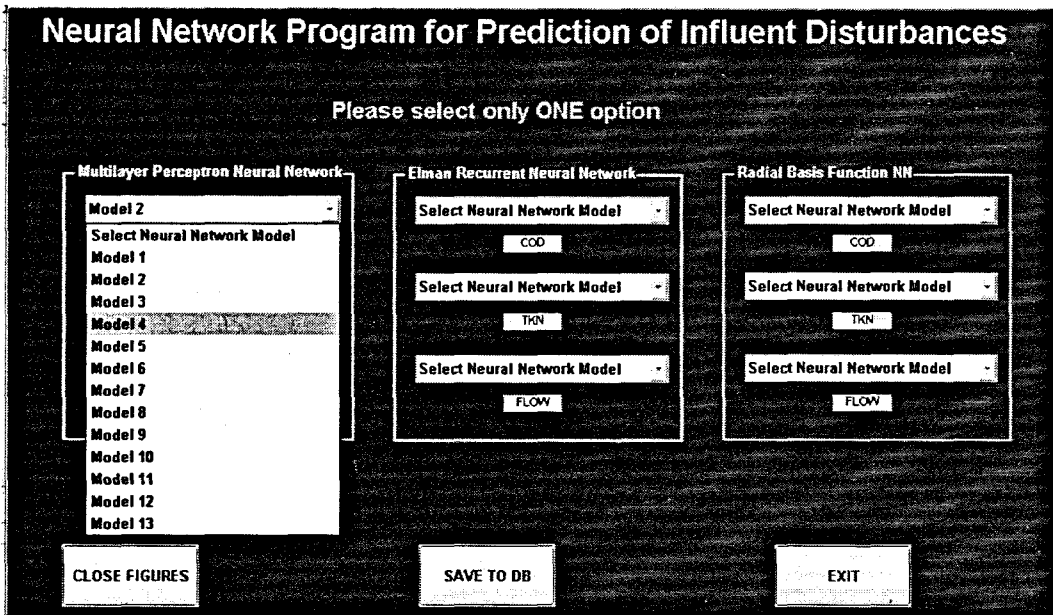 Neural Network Program for Prediction of Influent Disturbances
Please select only ONE option
Multilayer Perceptron Neural Network
Model 2
Select Neural Network Model
Model 1
Model 2
Model 3
Model 4
Model 5
Model 6
Model 7
Model 8
Model 9
Model 10
Model 11
Model 12
Model 13
Elman Recurrent Neural Network
Select Neural Network Model
COD
Select Neural Network Model
TKN
Select Neural Network Model
FLOW
Radial Basis Function NN
Select Neural Network Model
COD
Select Neural Network Model
TKN
Select Neural Network Model
FLOW
CLOSE FIGURES
SAVE TO DB
EXIT